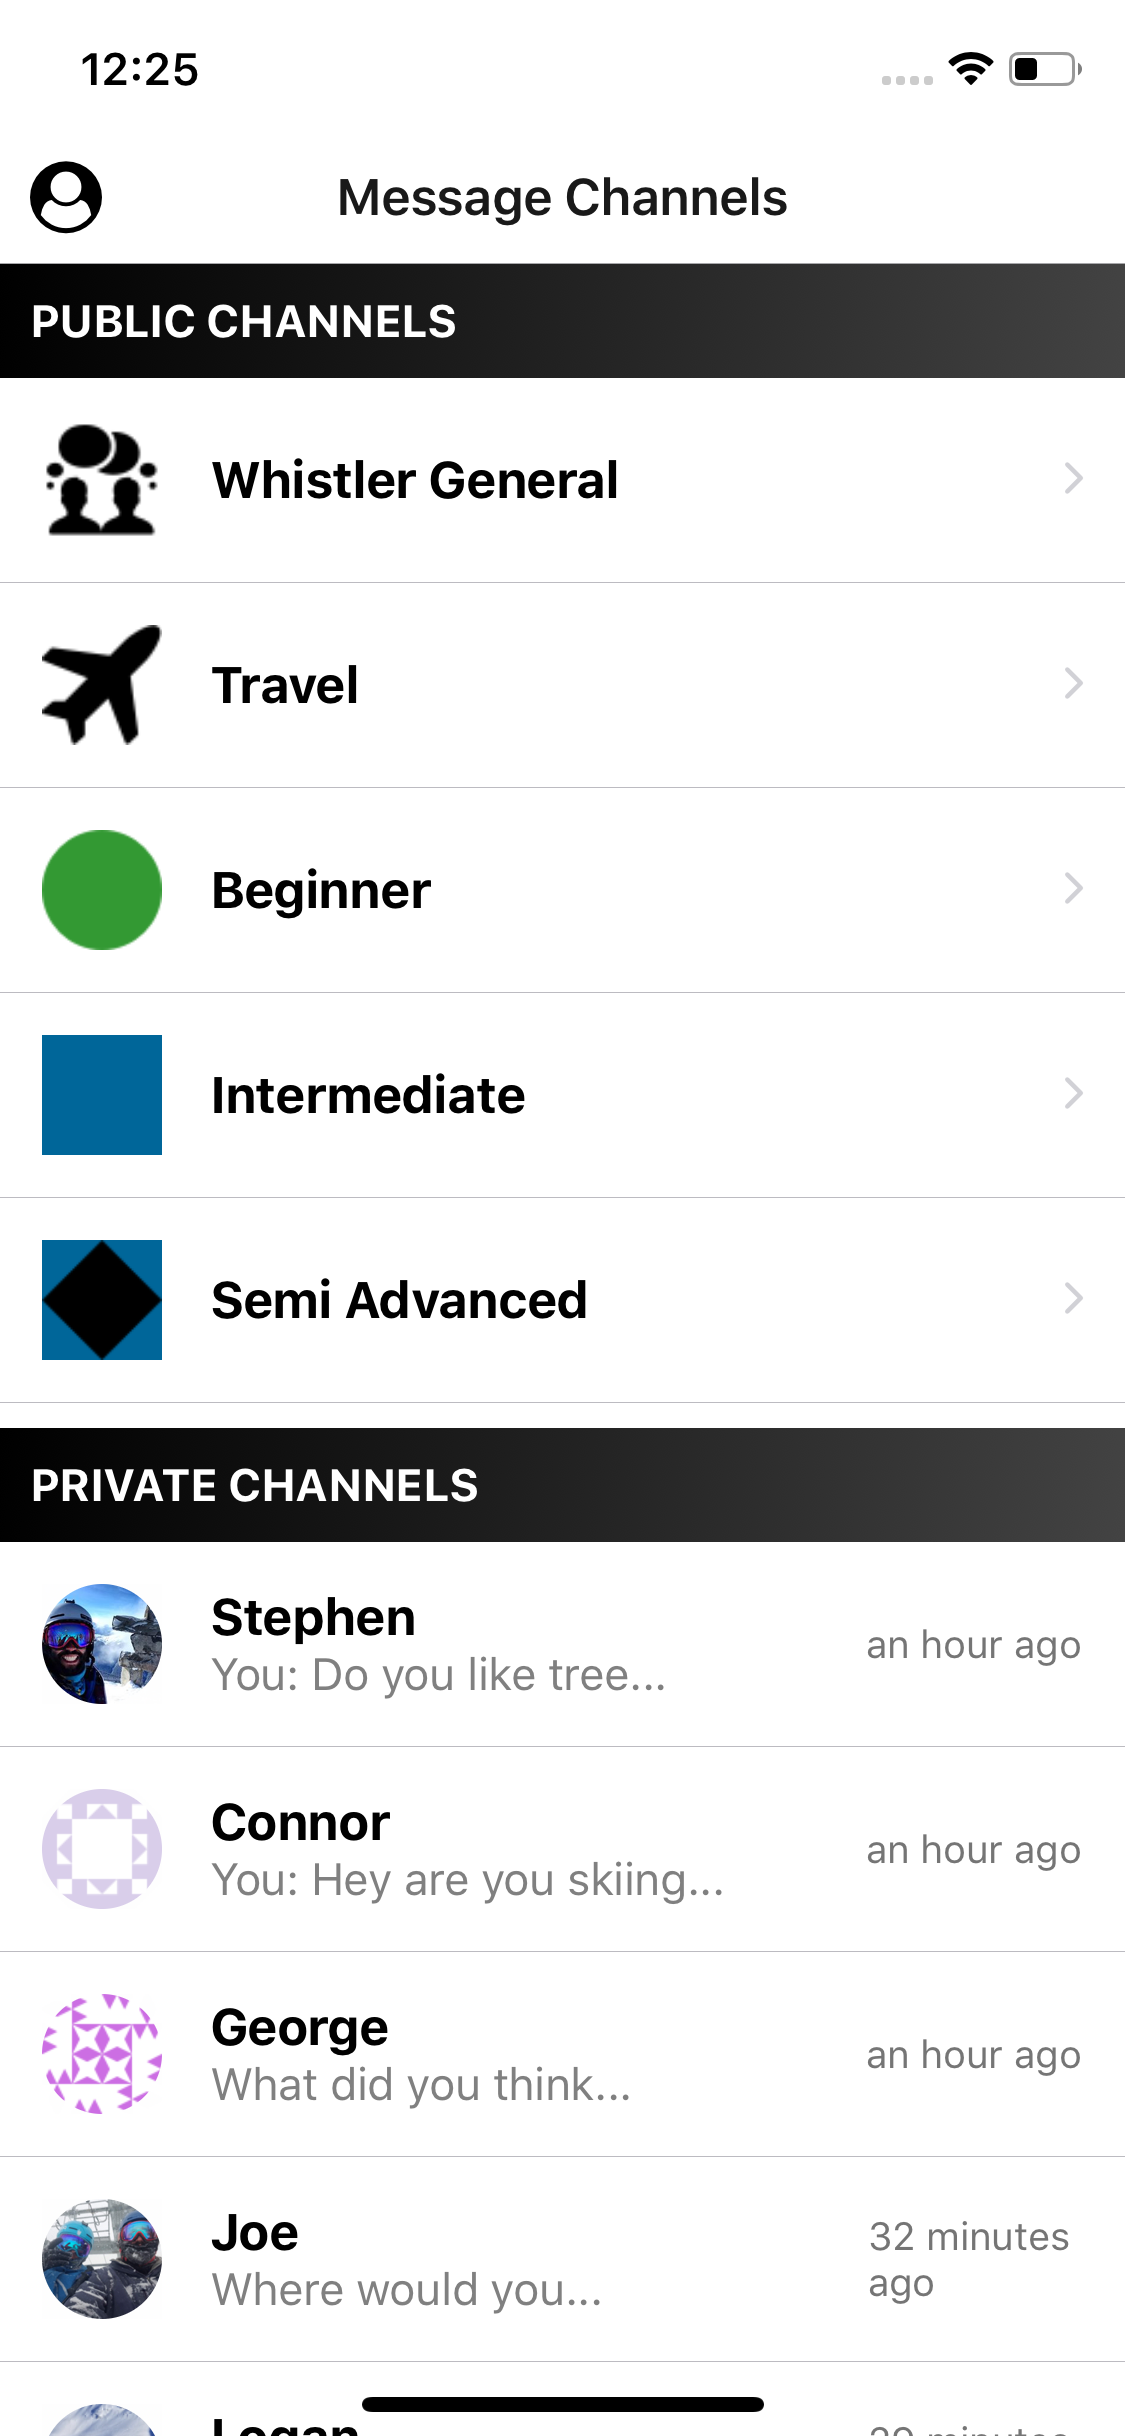 12:25
Message Channels
PUBLIC CHANNELS
Whistler General
Travel
Beginner
Intermediate
Semi Advanced
PRIVATE CHANNELS
Stephen
You: Do you like tree...
an hour ago
Connor
You: Hey are you skiing...
an hour ago
George
What did you think...
an hour ago
Joe
Where would you...
32 minutes
ago
Logan